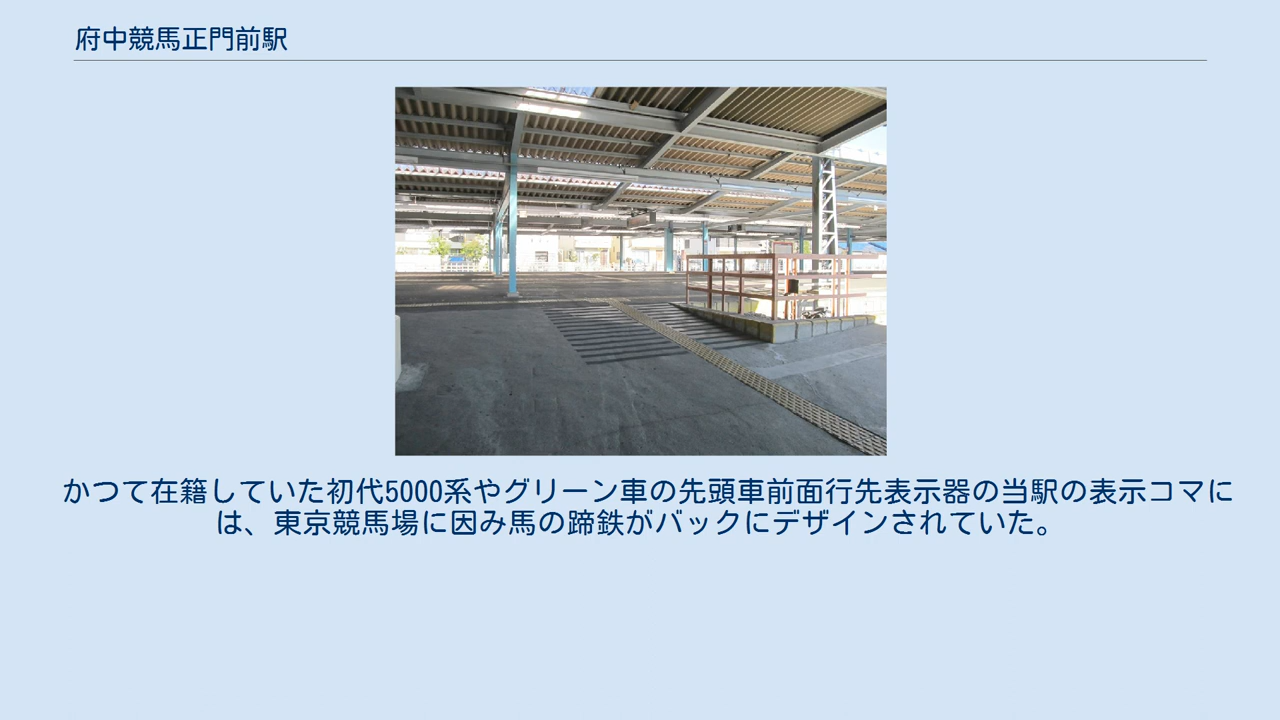 府中競馬正門前駅
かつて在籍していた初代5000系やグリーン車の先頭車前面行先表示器の当駅の表示コマに
は、東京競馬場に因み馬の蹄鉄がバックにデザインされていた。